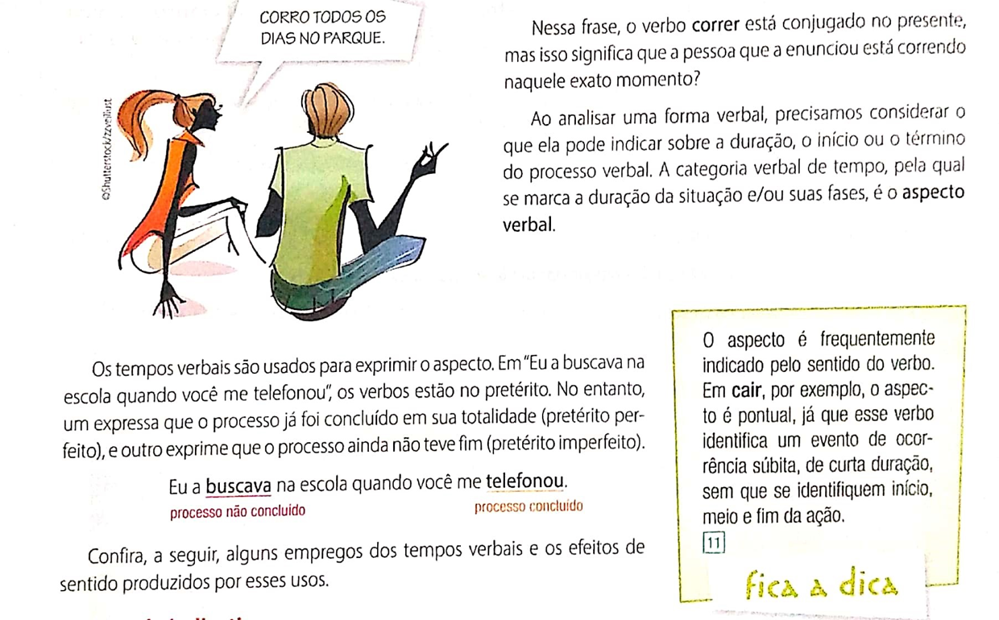 CORRO TODOS OS
DIAS NO PARQUE.
©Shutterstock/zzveillust
Nessa frase, o verbo correr está conjugado no presente,
mas isso significa que a pessoa que a enunciou está correndo
naquele exato momento?
Ao analisar uma forma verbal, precisamos considerar o
que ela pode indicar sobre a duração, o início ou o término
do processo verbal. A categoria verbal de tempo, pela qual
se marca a duração da situação e/ou suas fases, é o aspecto
verbal.
Os tempos verbais são usados para exprimir o aspecto. Em "Eu a buscava na
escola quando você me telefonou", os verbos estão no pretérito. No entanto,
um expressa que o processo já foi concluído em sua totalidade (pretérito per-
feito), e outro exprime que o processo ainda não teve fim (pretérito imperfeito).
Eu a buscava na escola quando você me telefonou.
processo não concluído processo concluído
Confira, a seguir, alguns empregos dos tempos verbais e os efeitos de
sentido produzidos por esses usos.
O aspecto é frequentemente
indicado pelo sentido do verbo.
Em cair, por exemplo, o aspec-
to é pontual, já que esse verbo
identifica um evento de ocor-
rência súbita, de curta duração,
sem que se identifiquem início,
meio e fim da ação.
11
fica a dica